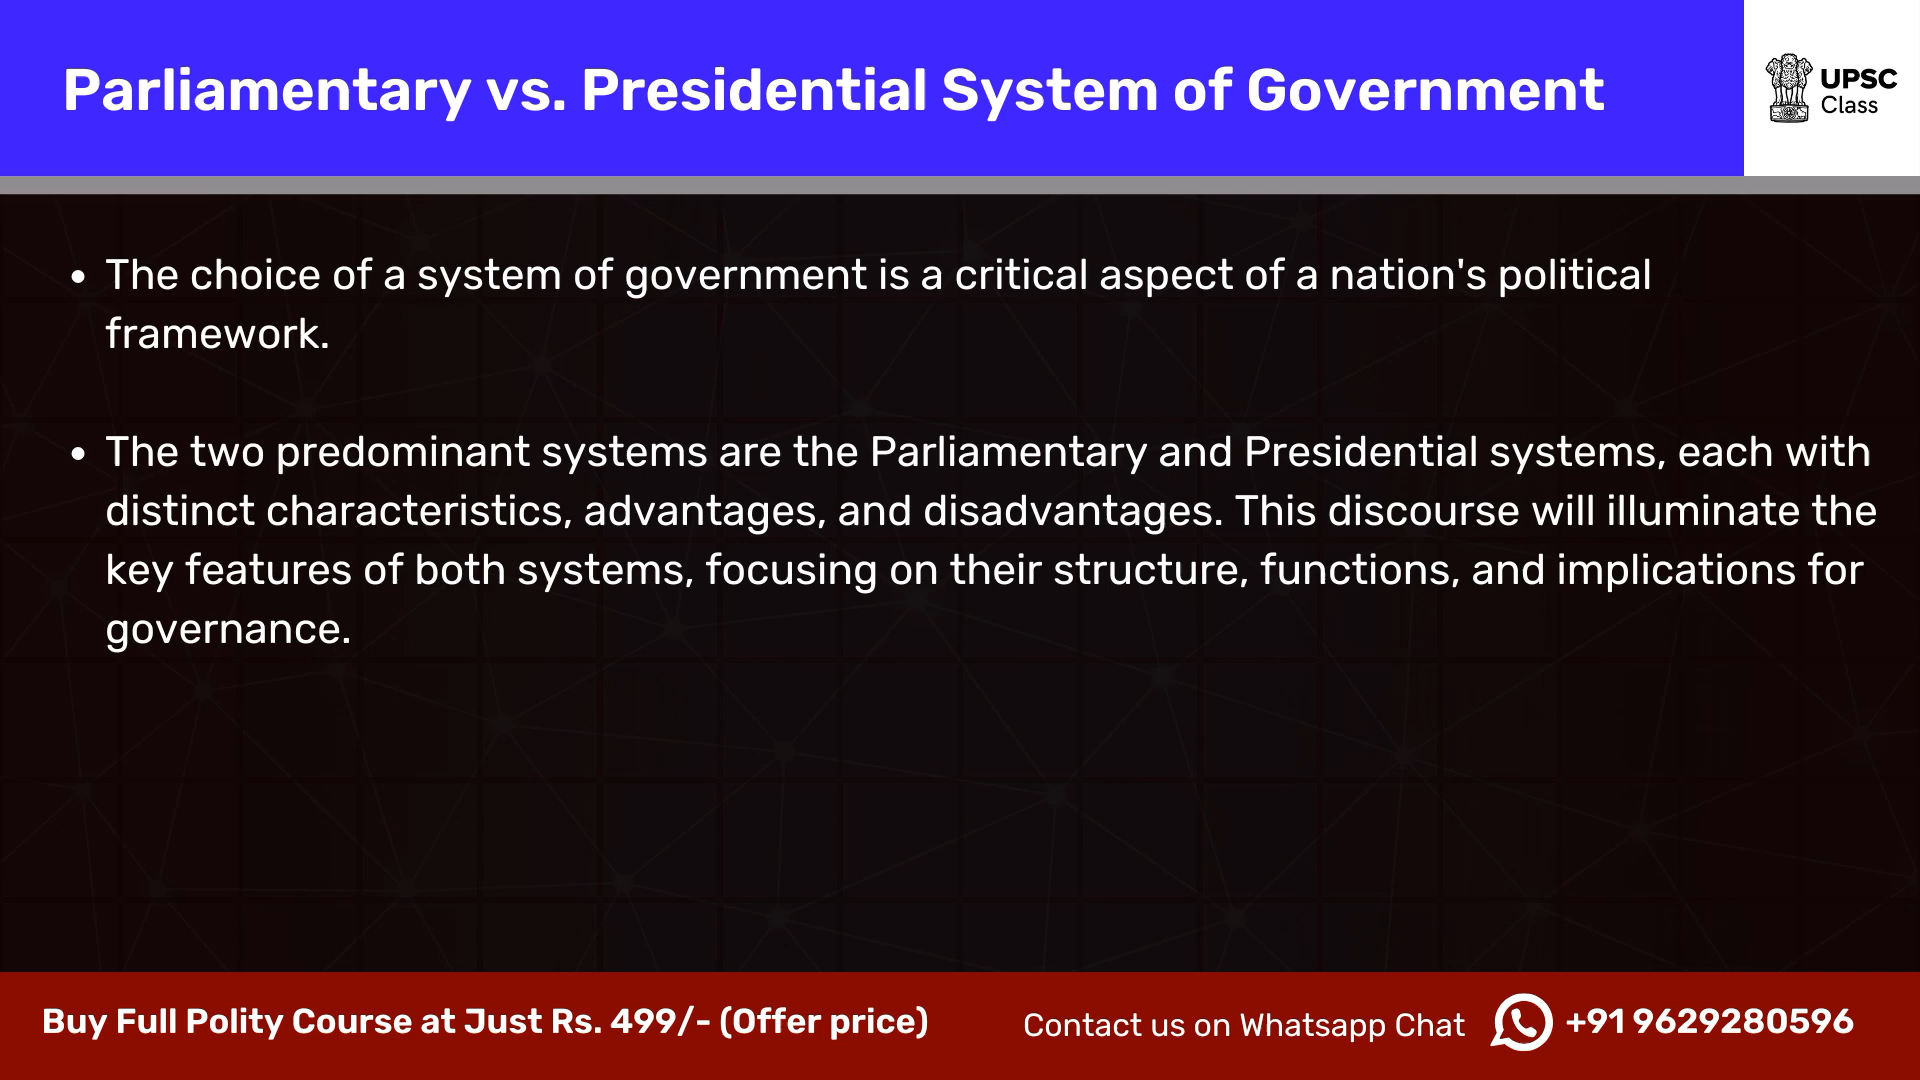 Parliamentary vs. Presidential System of Government
UPSC
Class
• The choice of a system of government is a critical aspect of a nation's political
framework.
• The two predominant systems are the Parliamentary and Presidential systems, each with
distinct characteristics, advantages, and disadvantages. This discourse will illuminate the
key features of both systems, focusing on their structure, functions, and implications for
governance.
Buy Full Polity Course at Just Rs. 499/- (Offer price)
Contact us on Whatsapp Chat
+91 9629280596